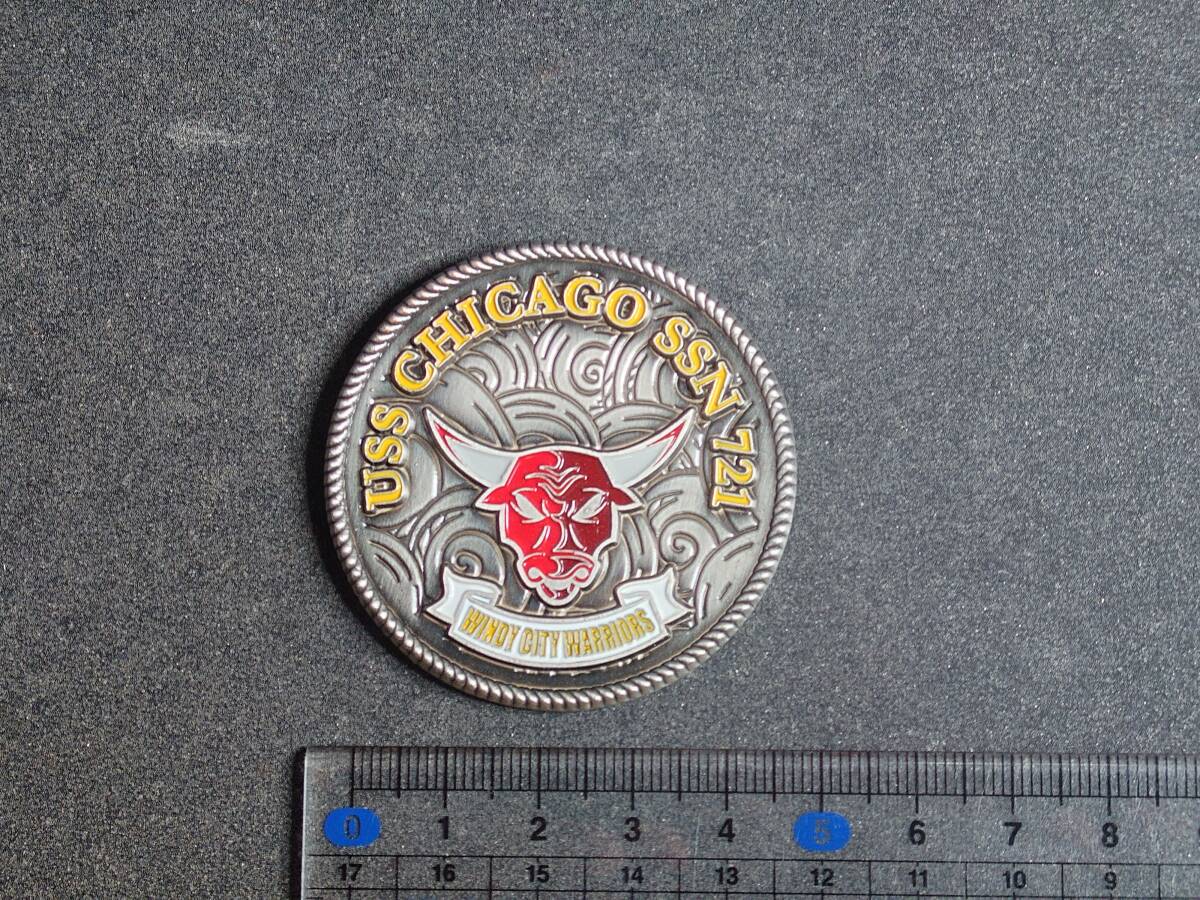 USS CHICAGO SSN 721
WINDY CITY WARRIORS
0 1 2 3 4 5 6 7 8
17 16 15 14 13 12 11 10 9